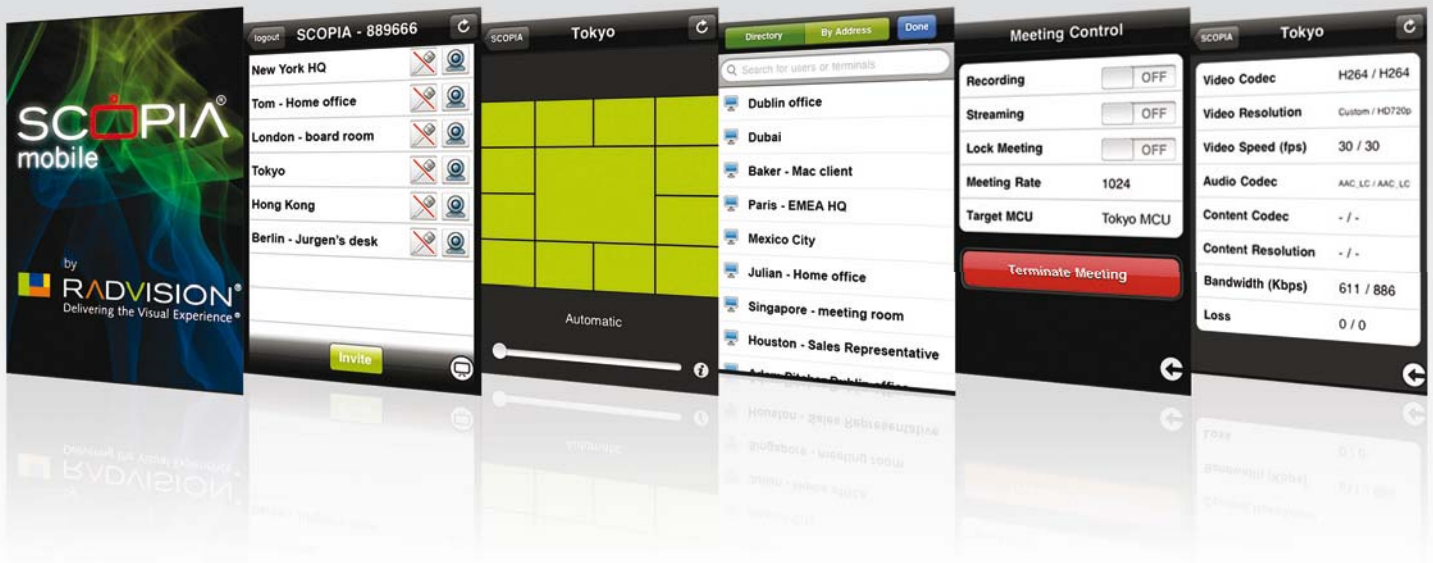 SCOPIA®
mobile
by
RADVISION®
Delivering the Visual Experience®
logout SCOPIA - 889666
New York HQ
Tom - Home office
London - board room
Tokyo
Hong Kong
Berlin - Jurgen's desk
Invite
SCOPIA Tokyo
Automatic
i
Directory By Address Done
Search for users or terminals
Dublin office
Dubai
Baker - Mac client
Paris - EMEA HQ
Mexico City
Julian - Home office
Singapore - meeting room
Houston - Sales Representative
Meeting Control
Recording OFF
Streaming OFF
Lock Meeting OFF
Meeting Rate 1024
Target MCU Tokyo MCU
Terminate Meeting
SCOPIA Tokyo
Video Codec H264 / H264
Video Resolution Custom / HD720p
Video Speed (fps) 30 / 30
Audio Codec AAC_LC / AAC_LC
Content Codec - / -
Content Resolution - / -
Bandwidth (Kbps) 611 / 886
Loss 0 / 0